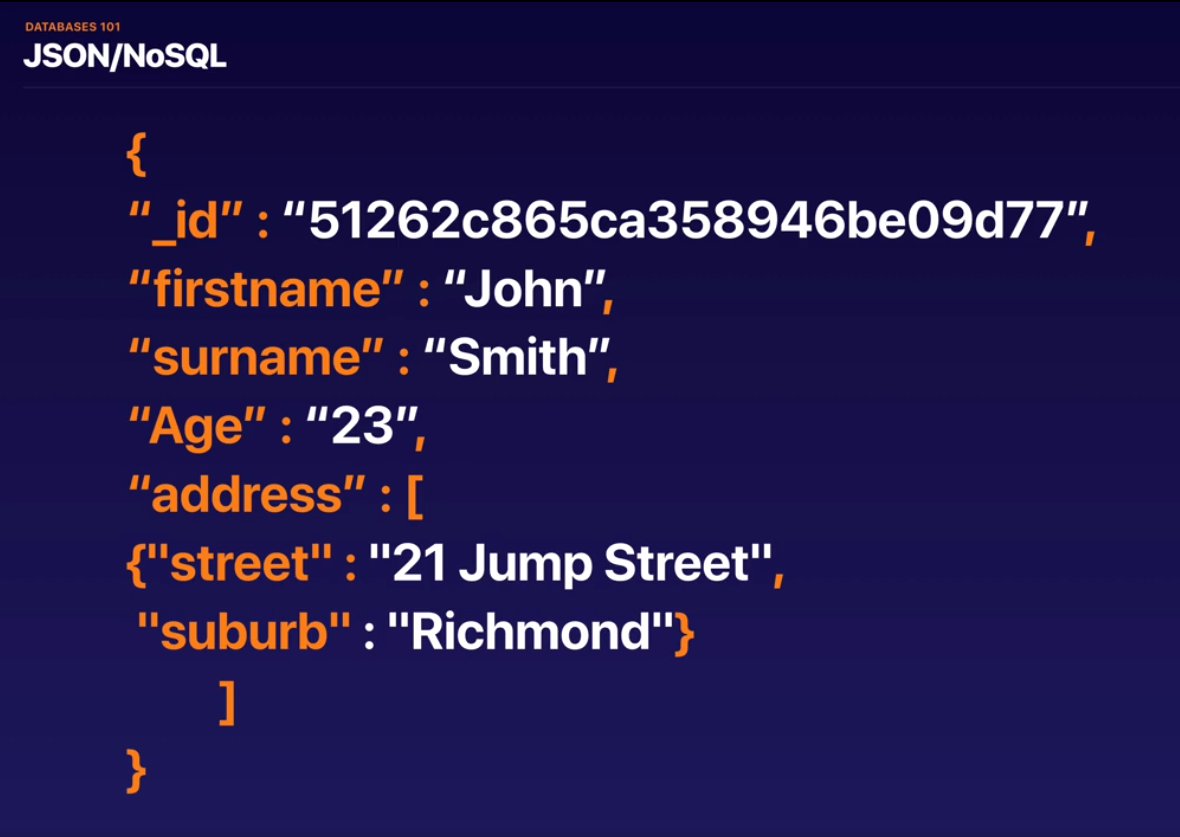 DATABASES 101
JSON/NoSQL
{
“_id” : “51262c865ca358946be09d77”,
“firstname” : “John”,
“surname” : “Smith”,
“Age” : “23”,
“address” : [
{"street" : "21 Jump Street",
"suburb" : "Richmond"}
]
}